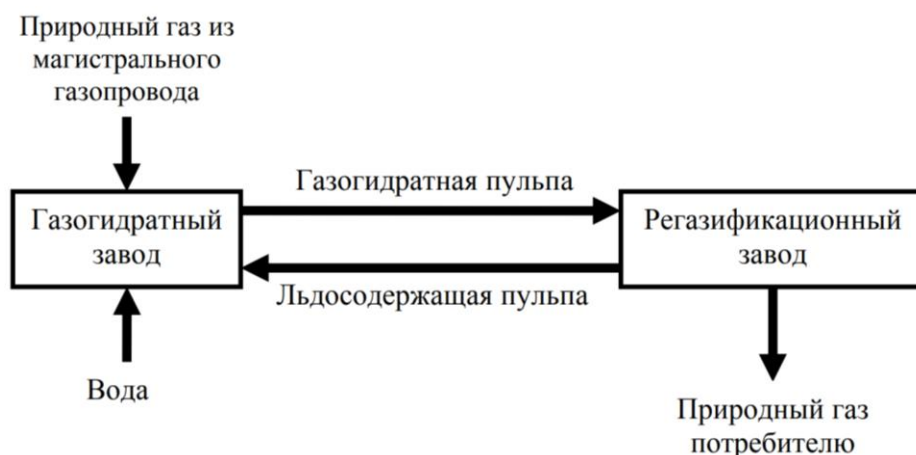 Природный газ из
магистрального
газопровода
Газогидратный
завод
Газогидратная пульпа
Льдосодержащая пульпа
Регазификационный
завод
Вода
Природный газ
потребителю